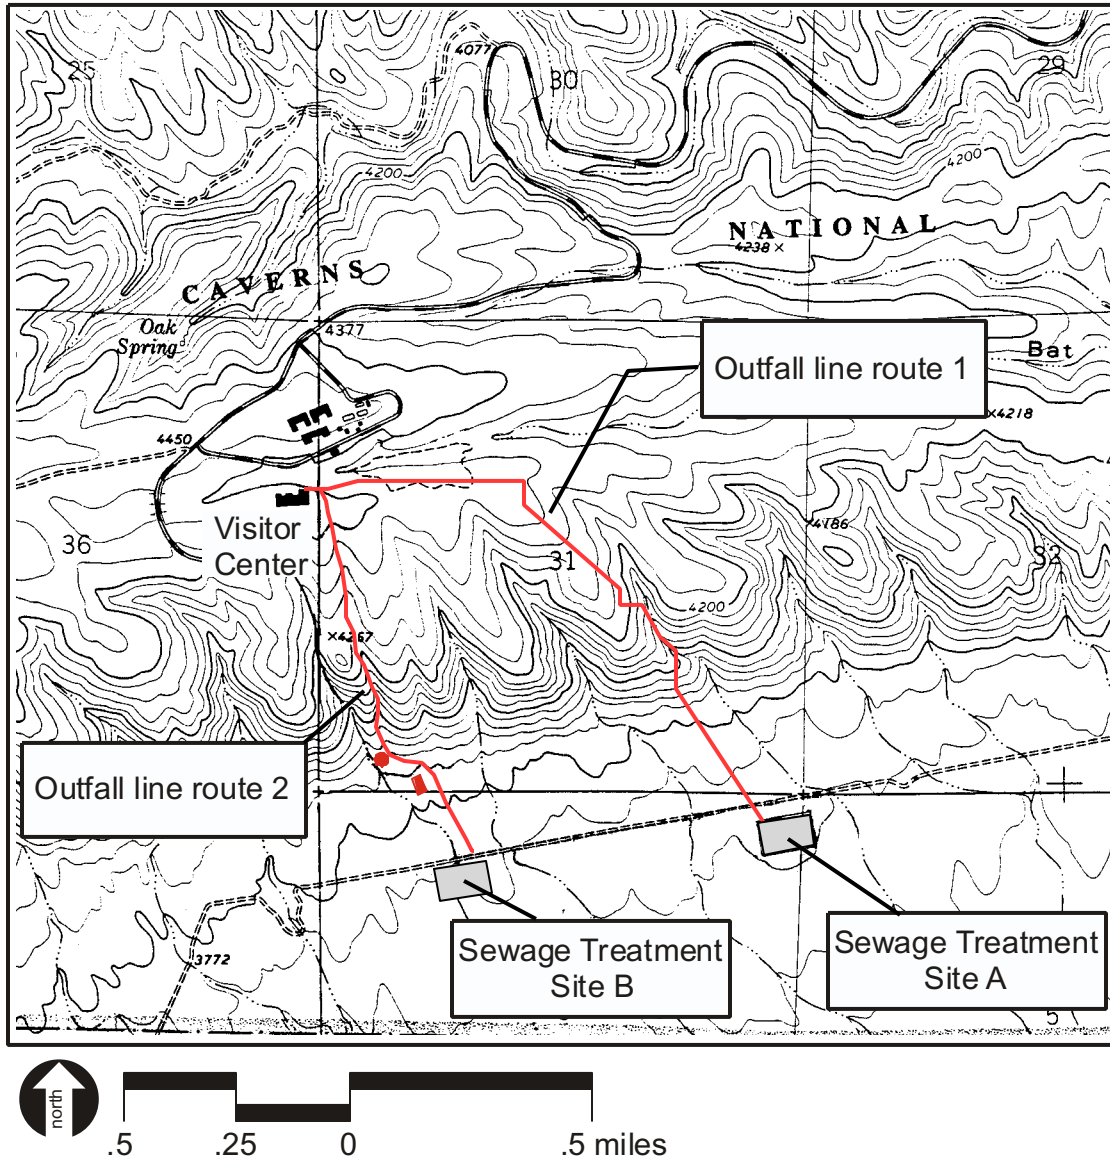 4077
25
30
29
4200
4200
NATIONAL
4238
CAVERNS
Oak
Spring
4377
Outfall line route 1
Bat
4218
4450
Visitor
Center
36
4186
31
32
4200
4267
Outfall line route 2
Sewage Treatment
Site B
Sewage Treatment
Site A
3772
5
north
.5
.25
0
.5 miles